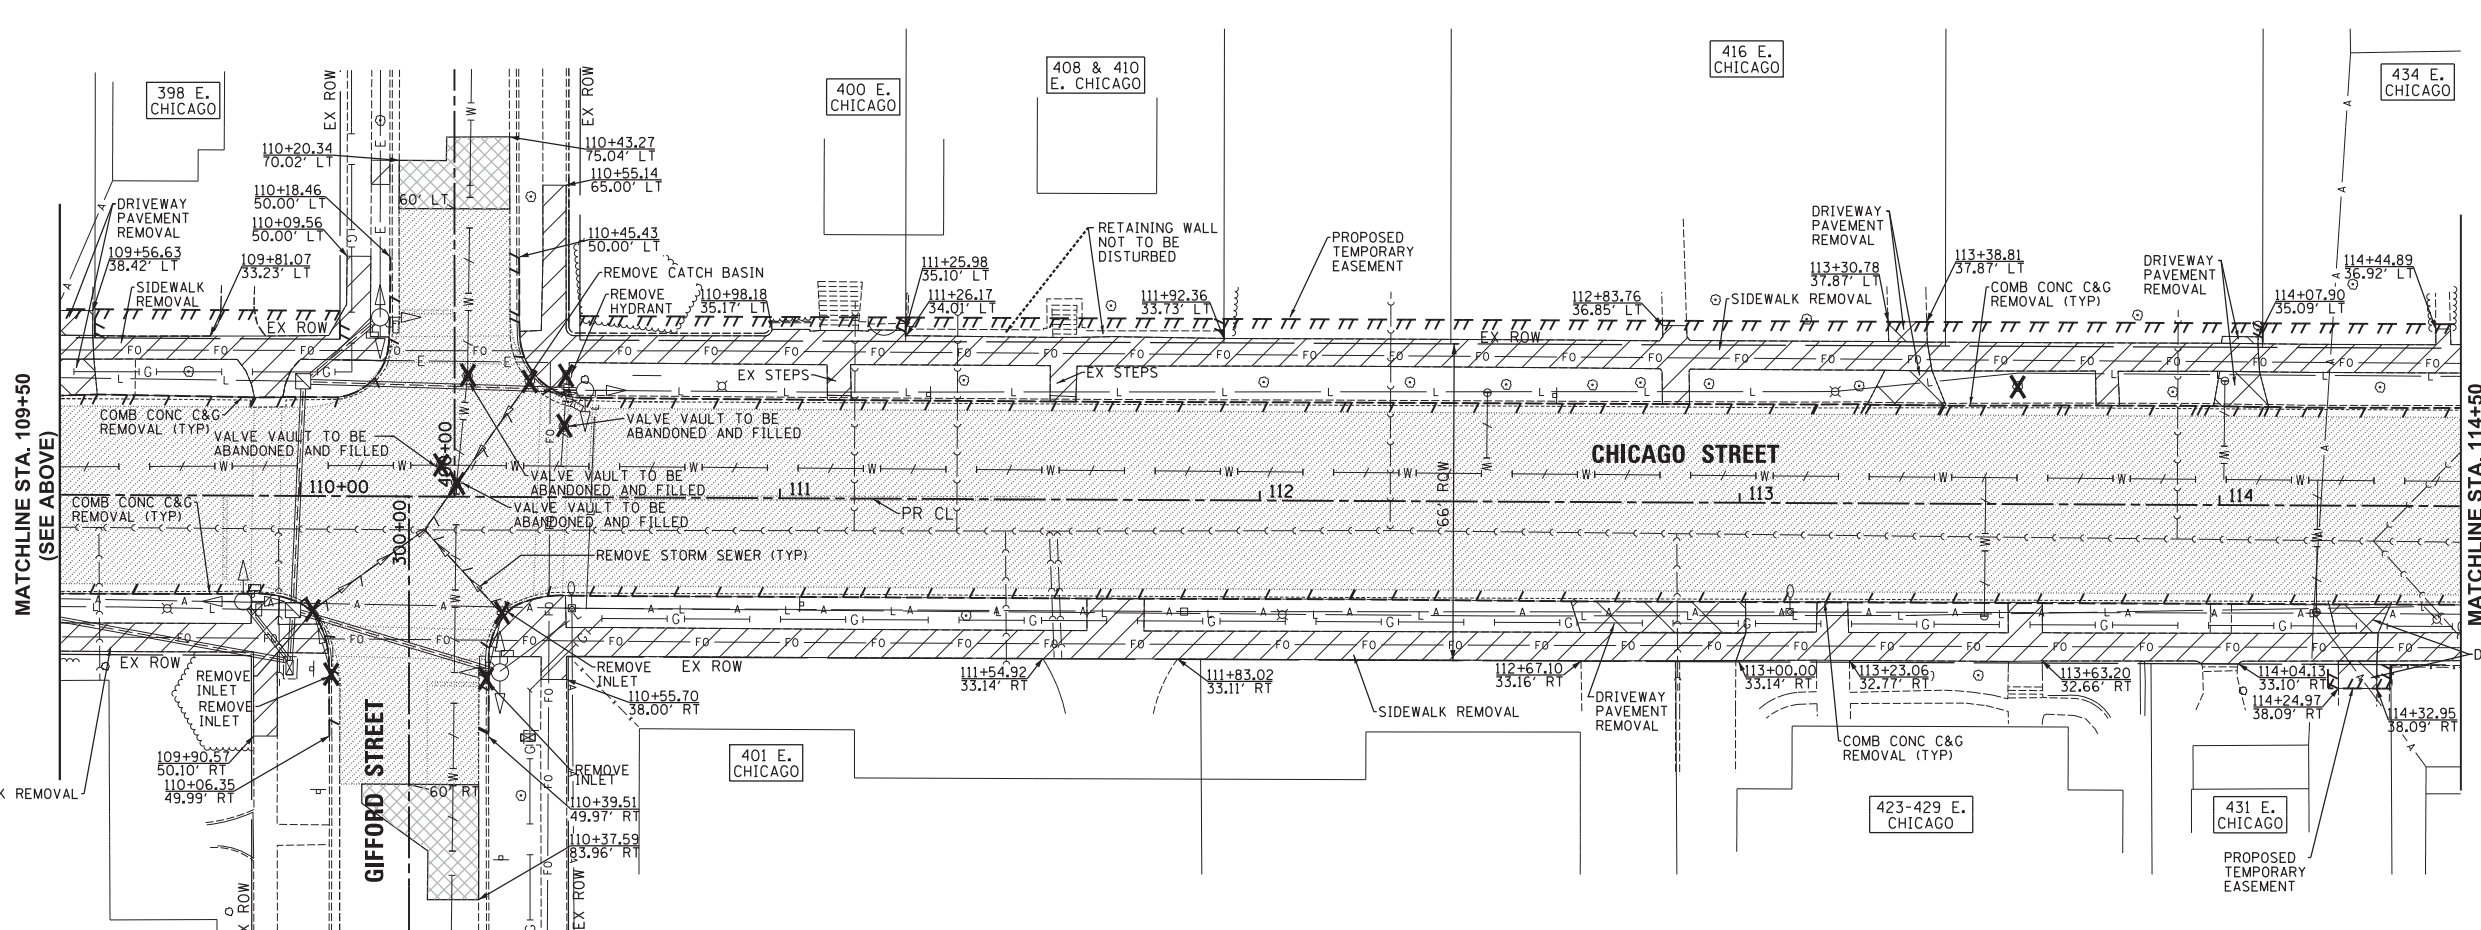 398 E.
CHICAGO
400 E.
CHICAGO
408 & 410
E. CHICAGO
416 E.
CHICAGO
434 E.
CHICAGO
EX ROW
EX ROW
110+20.34
70.02' LT
110+43.27
75.04' LT
110+55.14
65.00' LT
110+18.46
50.00' LT
60' LT
DRIVEWAY
PAVEMENT
REMOVAL
110+09.56
50.00' LT
110+45.43
50.00' LT
109+56.63
38.42' LT
109+81.07
33.23' LT
SIDEWALK
REMOVAL
EX ROW
REMOVE CATCH BASIN
REMOVE
HYDRANT
110+98.18
35.17' LT
111+25.98
35.10' LT
111+26.17
34.01' LT
RETAINING WALL
NOT TO BE
DISTURBED
111+92.36
33.73' LT
PROPOSED
TEMPORARY
EASEMENT
112+83.76
36.85' LT
SIDEWALK REMOVAL
DRIVEWAY
PAVEMENT
REMOVAL
113+30.78
37.87' LT
113+38.81
37.87' LT
COMB CONC C&G
REMOVAL (TYP)
DRIVEWAY
PAVEMENT
REMOVAL
114+07.90
35.09' LT
114+44.89
36.92' LT
EX ROW
EX STEPS
EX STEPS
MATCHLINE STA. 109+50
(SEE ABOVE)
COMB CONC C&G
REMOVAL (TYP)
VALVE VAULT TO BE
ABANDONED AND FILLED
VALVE VAULT TO BE
ABANDONED AND FILLED
VALVE VAULT TO BE
ABANDONED AND FILLED
VALVE VAULT TO BE
ABANDONED AND FILLED
400+00
300+00
110+00
111
112
113
114
CHICAGO STREET
66' ROW
PR CL
COMB CONC C&G
REMOVAL (TYP)
REMOVE STORM SEWER (TYP)
MATCHLINE STA. 114+50
EX ROW
REMOVE
INLET
REMOVE
INLET
REMOVE
INLET
EX ROW
110+55.70
38.00' RT
111+54.92
33.14' RT
111+83.02
33.11' RT
SIDEWALK REMOVAL
112+67.10
33.16' RT
DRIVEWAY
PAVEMENT
REMOVAL
113+00.00
33.14' RT
113+23.06
32.77' RT
COMB CONC C&G
REMOVAL (TYP)
113+63.20
32.66' RT
114+04.13
33.10' RT
114+24.97
38.09' RT
114+32.95
38.09' RT
D
109+90.57
50.10' RT
110+06.35
49.99' RT
K REMOVAL
GIFFORD STREET
60' RT
REMOVE
INLET
110+39.51
49.97' RT
110+37.59
83.96' RT
401 E.
CHICAGO
423-429 E.
CHICAGO
431 E.
CHICAGO
PROPOSED
TEMPORARY
EASEMENT
X ROW
EX ROW